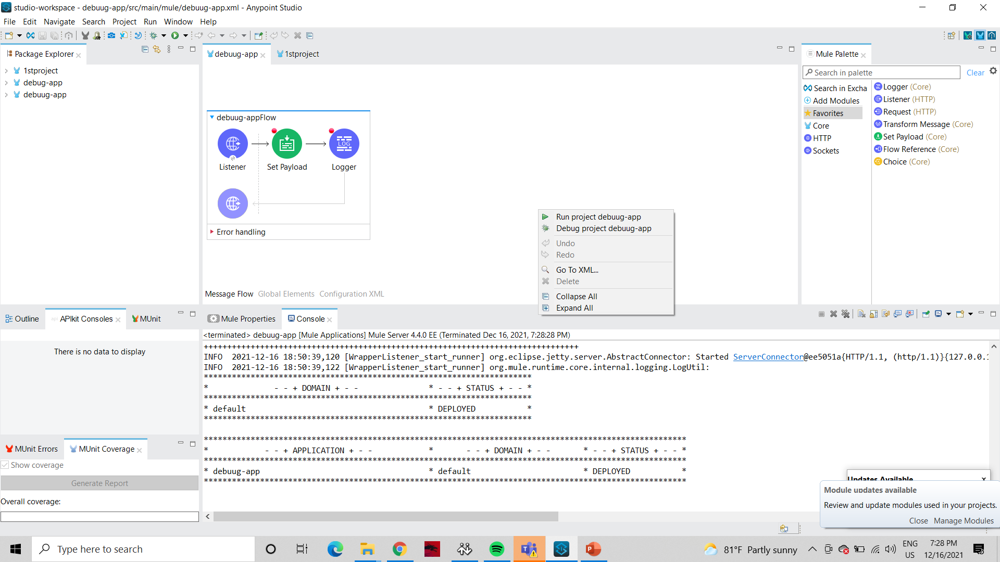 studio-workspace - debuug-app/src/main/mule/debuug-app.xml - Anypoint Studio
File Edit Navigate Search Project Run Window Help
Package Explorer
1stproject
debug-app
debuug-app
debuug-app
1stproject
debuug-appFlow
LOG
Listener
Set Payload
Logger
Error handling
Message Flow Global Elements Configuration XML
Run project debuug-app
Debug project debuug-app
Undo
Redo
Go To XML...
Delete
Collapse All
Expand All
Mule Palette
Search in palette
Clear
Search in Excha
Add Modules
Favorites
Core
HTTP
Sockets
Logger (Core)
Listener (HTTP)
Request (HTTP)
Transform Message (Core)
Set Payload (Core)
Flow Reference (Core)
Choice (Core)
Outline
APIkit Consoles
MUnit
There is no data to display
MUnit Errors
MUnit Coverage
Show coverage
Generate Report
Overall coverage:
Mule Properties
Console
<terminated> debuug-app [Mule Applications] Mule Server 4.4.0 EE (Terminated Dec 16, 2021, 7:28:28 PM)
++++++++++++++++++++++++++++++++++++++++++++++++++++++++++++++++++++++++++++++++
INFO  2021-12-16 18:50:39,120 [WrapperListener_start_runner] org.eclipse.jetty.server.AbstractConnector: Started ServerConnector@ee5051a{HTTP/1.1, (http/1.1)}{127.0.0.1
INFO  2021-12-16 18:50:39,122 [WrapperListener_start_runner] org.mule.runtime.core.internal.logging.LogUtil:
**********************************************************************
*              - - + DOMAIN + - -               * - - + STATUS + - - *
**********************************************************************
* default                                       * DEPLOYED           *
**********************************************************************
*******************************************************************************************************
*            - - + APPLICATION + - -            *       - - + DOMAIN + - -       * - - + STATUS + - - *
*******************************************************************************************************
* debuug-app                                    * default                        * DEPLOYED           *
*******************************************************************************************************
Updates Available
Module updates available
Review and update modules used in your projects.
Close Manage Modules
Type here to search
81°F Partly sunny
ENG
US
7:28 PM
12/16/2021